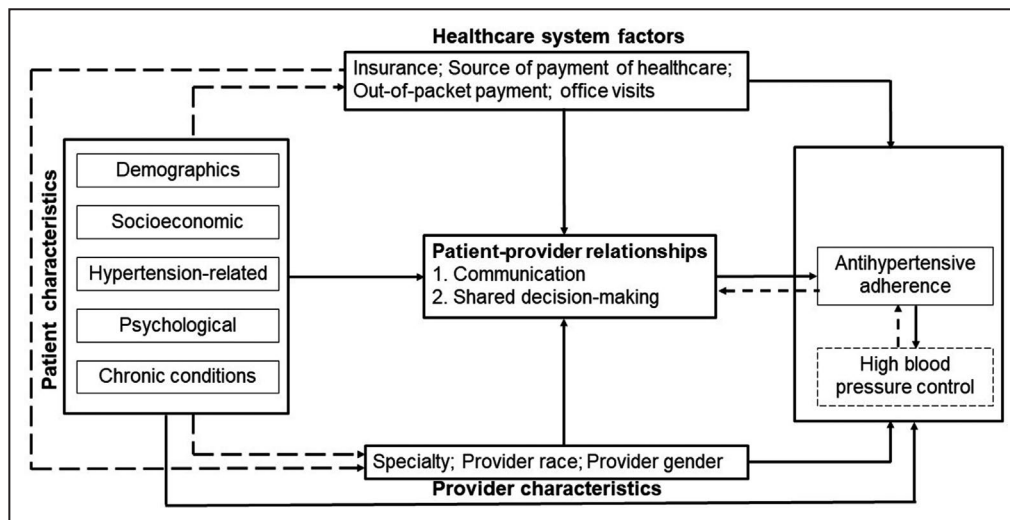 Healthcare system factors
Insurance; Source of payment of healthcare;
Out-of-packet payment; office visits
Patient characteristics
Demographics
Socioeconomic
Hypertension-related
Psychological
Chronic conditions
Patient-provider relationships
1. Communication
2. Shared decision-making
Antihypertensive
adherence
High blood
pressure control
Specialty; Provider race; Provider gender
Provider characteristics